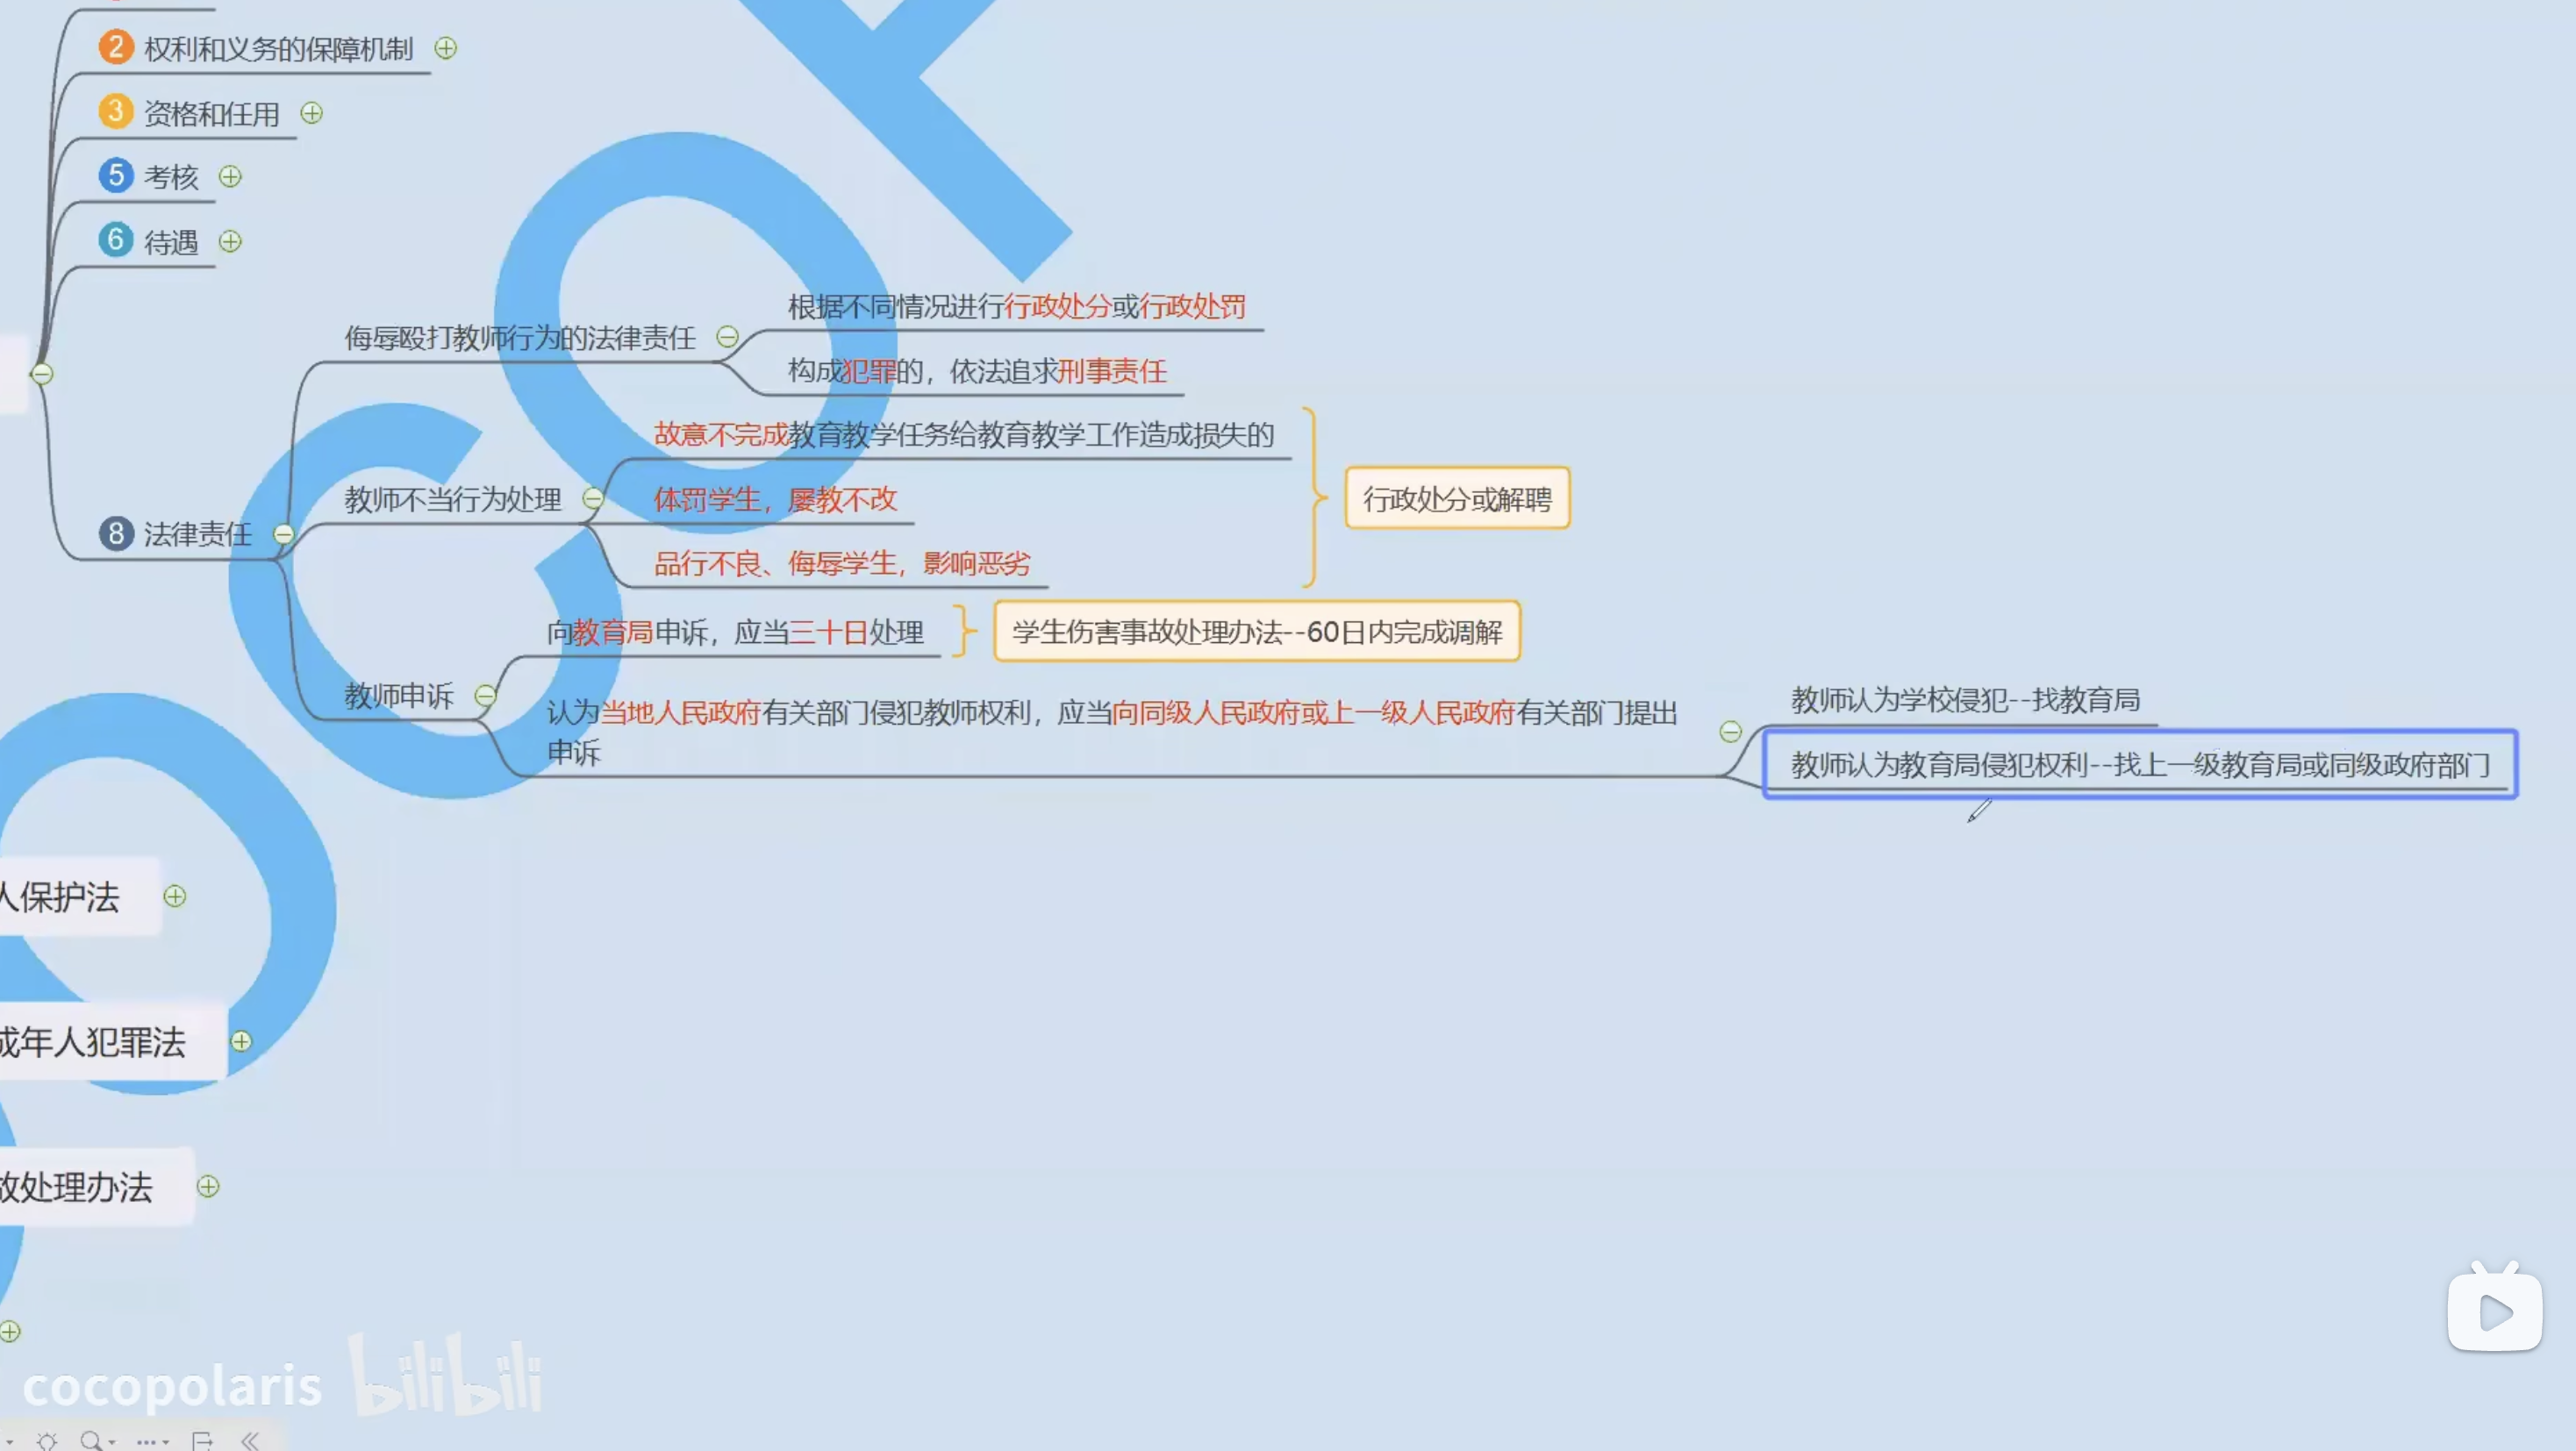 2 权利和义务的保障机制
3 资格和任用
5 考核
6 待遇
8 法律责任
侮辱殴打教师行为的法律责任
根据不同情况进行行政处分或行政处罚
构成犯罪的，依法追求刑事责任
教师不当行为处理
故意不完成教育教学任务给教育教学工作造成损失的
体罚学生，屡教不改
品行不良、侮辱学生，影响恶劣
行政处分或解聘
教师申诉
向教育局申诉，应当三十日处理
学生伤害事故处理办法--60日内完成调解
认为当地人民政府有关部门侵犯教师权利，应当向同级人民政府或上一级人民政府有关部门提出
申诉
教师认为学校侵犯--找教育局
教师认为教育局侵犯权利--找上一级教育局或同级政府部门
人保护法
成年人犯罪法
故处理办法
cocopolaris bilibili